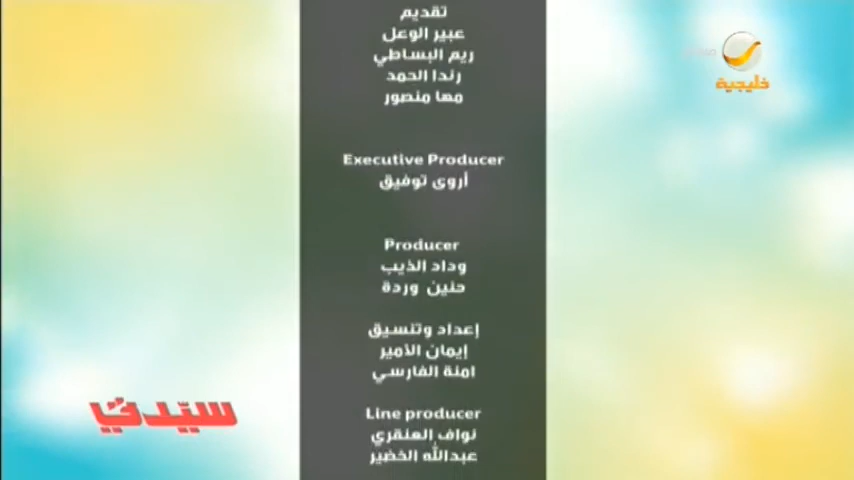 تقديم
عبير الوعل
ريم البساطي
رندا الحمد
مها منصور
Executive Producer
أروى توفيق
Producer
وداد الذيب
حنين وردة
إعداد وتنسيق
إيمان الأمير
امنة الفارسي
Line producer
نواف العنقري
عبدالله الخضير
خليجية
سيدتي